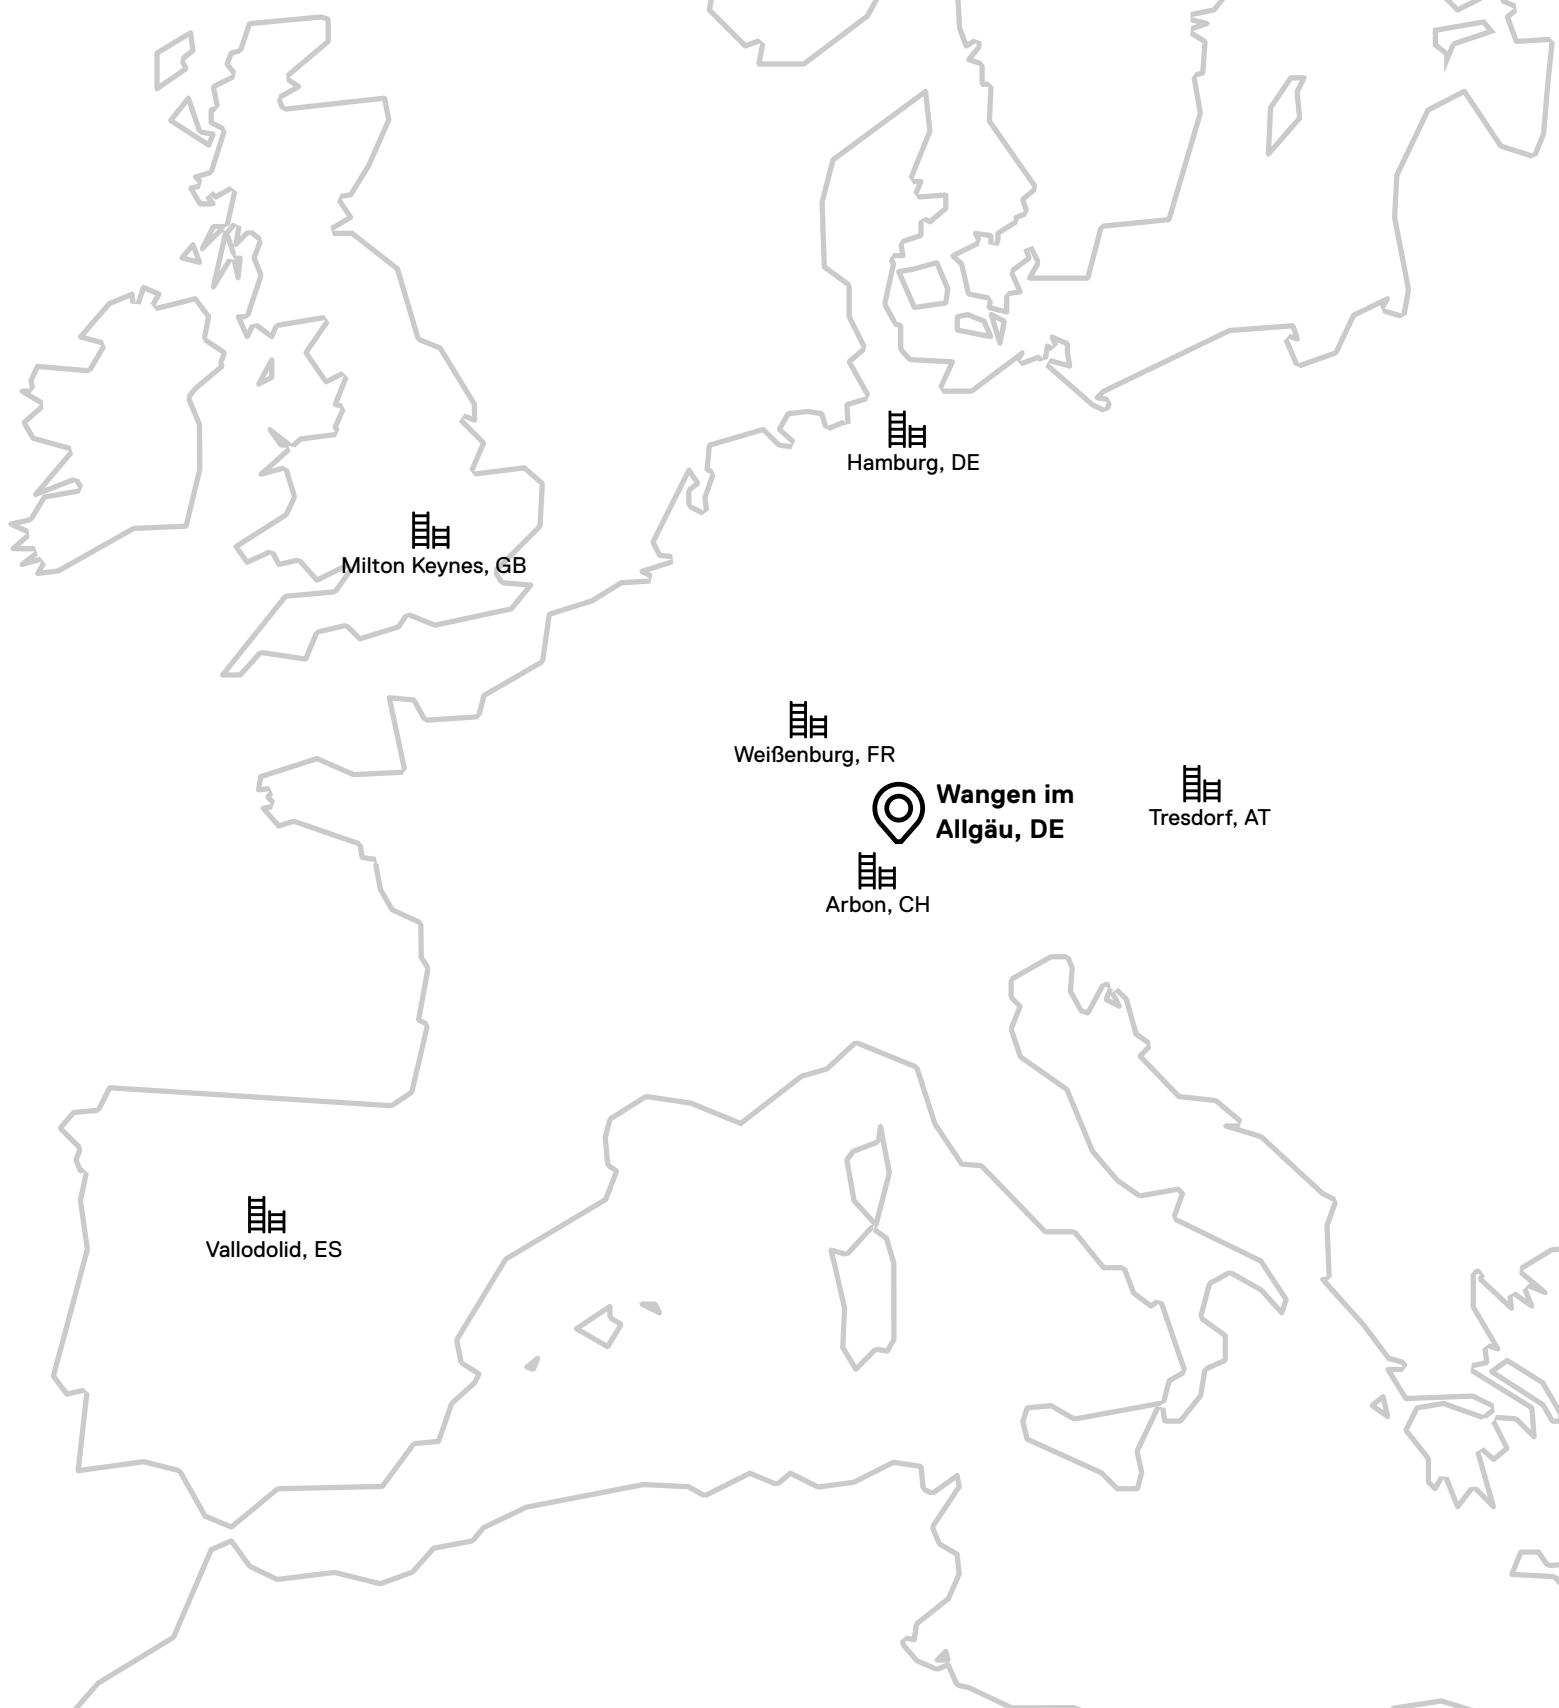 Hamburg, DE
Milton Keynes, GB
Weißenburg, FR
Wangen im
Allgäu, DE
Tresdorf, AT
Arbon, CH
Vallodolid, ES